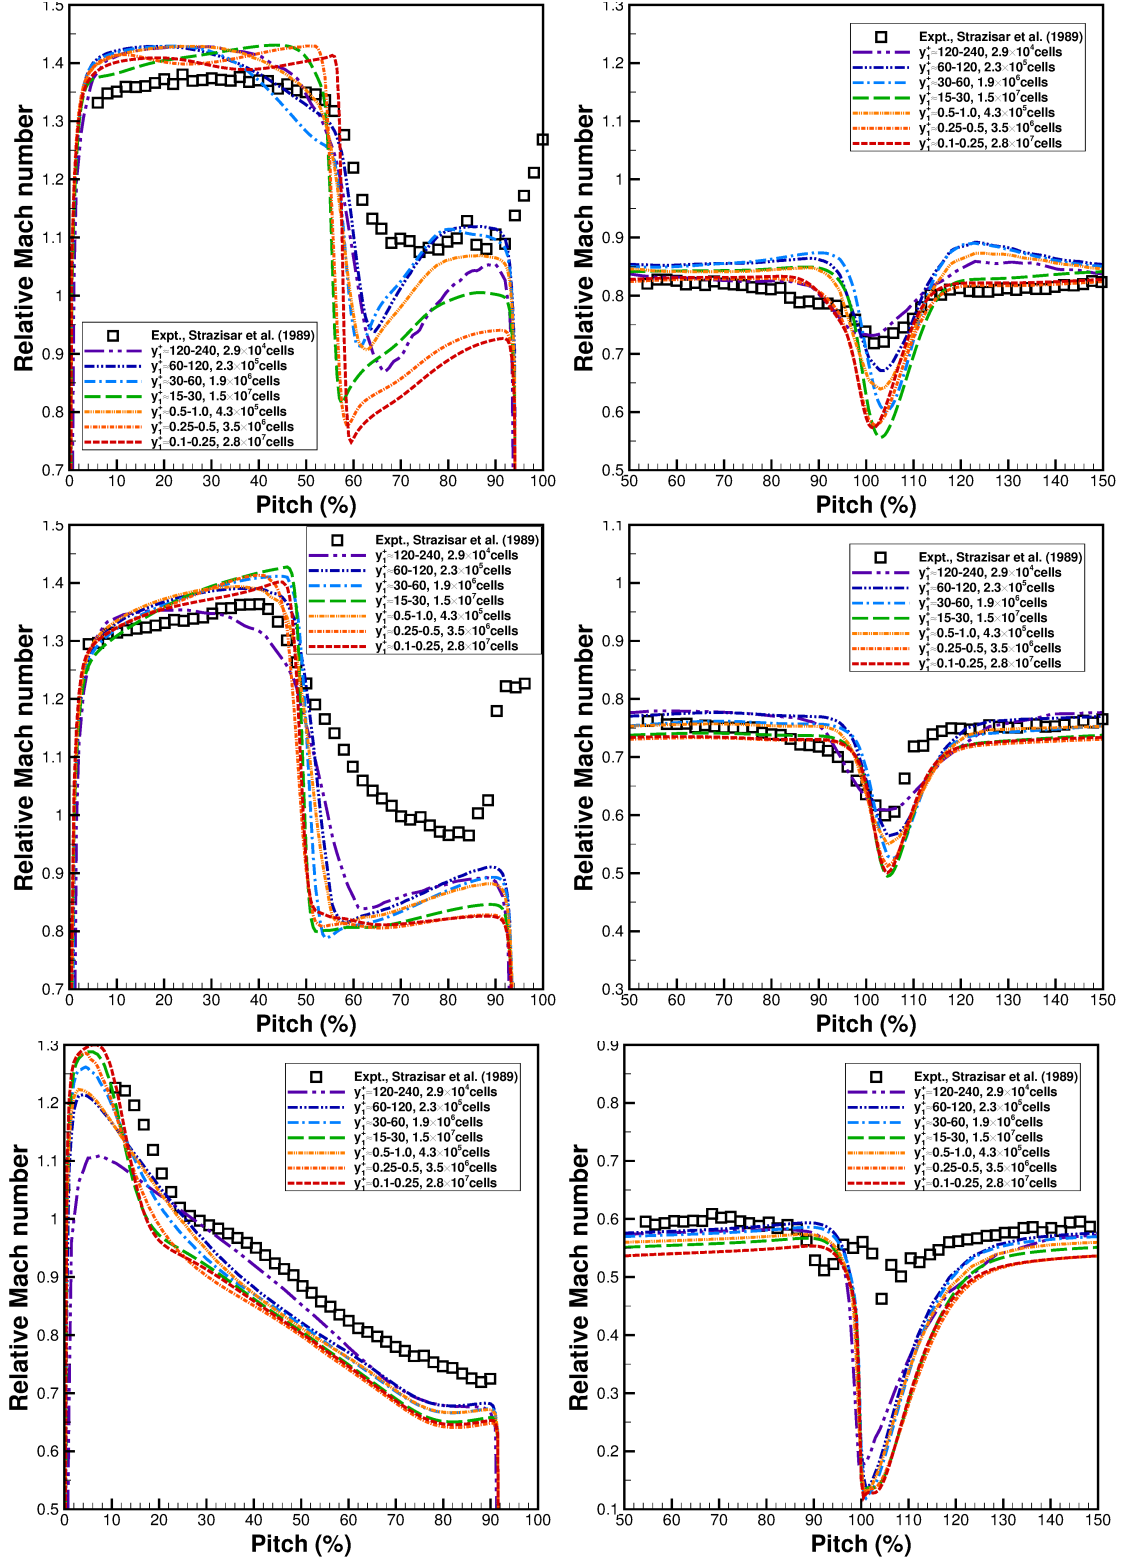 1.5
1.4
1.3
1.2
1.1
1
0.9
0.8
0.7
Relative Mach number
Expt., Strazisar et al. (1989)
y₁⁺≈120-240, 2.9×10⁴cells
y₁⁺≈60-120, 2.3×10⁵cells
y₁⁺≈30-60, 1.9×10⁶cells
y₁⁺≈15-30, 1.5×10⁷cells
y₁⁺≈0.5-1.0, 4.3×10⁵cells
y₁⁺≈0.25-0.5, 3.5×10⁶cells
y₁⁺≈0.1-0.25, 2.8×10⁷cells
0 10 20 30 40 50 60 70 80 90 100
Pitch (%)
1.3
1.2
1.1
1
0.9
0.8
0.7
0.6
0.5
Relative Mach number
Expt., Strazisar et al. (1989)
y₁⁺≈120-240, 2.9×10⁴cells
y₁⁺≈60-120, 2.3×10⁵cells
y₁⁺≈30-60, 1.9×10⁶cells
y₁⁺≈15-30, 1.5×10⁷cells
y₁⁺≈0.5-1.0, 4.3×10⁵cells
y₁⁺≈0.25-0.5, 3.5×10⁶cells
y₁⁺≈0.1-0.25, 2.8×10⁷cells
50 60 70 80 90 100 110 120 130 140 150
Pitch (%)
1.5
1.4
1.3
1.2
1.1
1
0.9
0.8
0.7
Relative Mach number
Expt., Strazisar et al. (1989)
y₁⁺≈120-240, 2.9×10⁴cells
y₁⁺≈60-120, 2.3×10⁵cells
y₁⁺≈30-60, 1.9×10⁶cells
y₁⁺≈15-30, 1.5×10⁷cells
y₁⁺≈0.5-1.0, 4.3×10⁵cells
y₁⁺≈0.25-0.5, 3.5×10⁶cells
y₁⁺≈0.1-0.25, 2.8×10⁷cells
0 10 20 30 40 50 60 70 80 90 100
Pitch (%)
1.1
1
0.9
0.8
0.7
0.6
0.5
0.4
0.3
Relative Mach number
Expt., Strazisar et al. (1989)
y₁⁺≈120-240, 2.9×10⁴cells
y₁⁺≈60-120, 2.3×10⁵cells
y₁⁺≈30-60, 1.9×10⁶cells
y₁⁺≈15-30, 1.5×10⁷cells
y₁⁺≈0.5-1.0, 4.3×10⁵cells
y₁⁺≈0.25-0.5, 3.5×10⁶cells
y₁⁺≈0.1-0.25, 2.8×10⁷cells
50 60 70 80 90 100 110 120 130 140 150
Pitch (%)
1.3
1.2
1.1
1
0.9
0.8
0.7
0.6
0.5
Relative Mach number
Expt., Strazisar et al. (1989)
y₁⁺≈120-240, 2.9×10⁴cells
y₁⁺≈60-120, 2.3×10⁵cells
y₁⁺≈30-60, 1.9×10⁶cells
y₁⁺≈15-30, 1.5×10⁷cells
y₁⁺≈0.5-1.0, 4.3×10⁵cells
y₁⁺≈0.25-0.5, 3.5×10⁶cells
y₁⁺≈0.1-0.25, 2.8×10⁷cells
0 10 20 30 40 50 60 70 80 90 100
Pitch (%)
0.9
0.8
0.7
0.6
0.5
0.4
0.3
0.2
0.1
Relative Mach number
Expt., Strazisar et al. (1989)
y₁⁺≈120-240, 2.9×10⁴cells
y₁⁺≈60-120, 2.3×10⁵cells
y₁⁺≈30-60, 1.9×10⁶cells
y₁⁺≈15-30, 1.5×10⁷cells
y₁⁺≈0.5-1.0, 4.3×10⁵cells
y₁⁺≈0.25-0.5, 3.5×10⁶cells
y₁⁺≈0.1-0.25, 2.8×10⁷cells
50 60 70 80 90 100 110 120 130 140 150
Pitch (%)